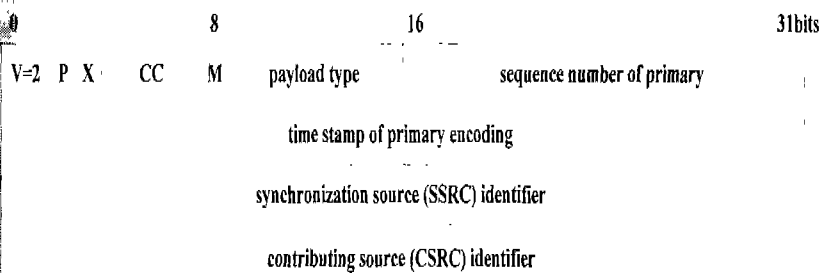 0 8 16 31bits
V=2 P X CC M payload type sequence number of primary
time stamp of primary encoding
synchronization source (SSRC) identifier
contributing source (CSRC) identifier